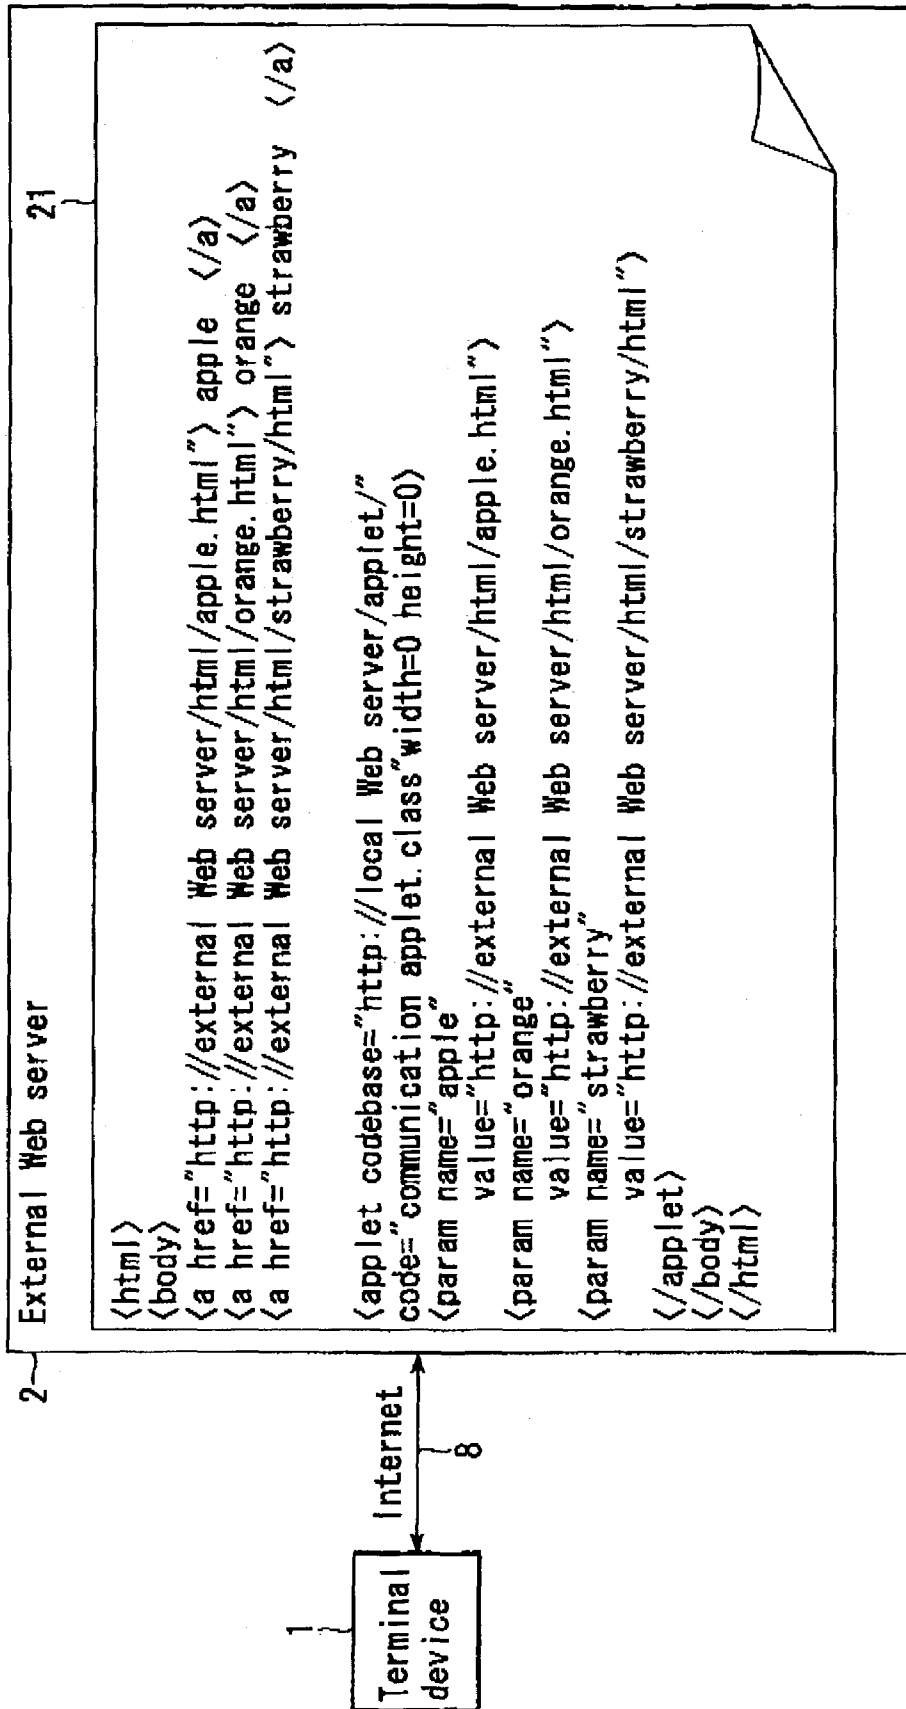 External Web server
2
21
<html>
<body>
<a href="http://external Web server/html/apple.html"> apple </a>
<a href="http://external Web server/html/orange.html"> orange </a>
<a href="http://external Web server/html/strawberry/html"> strawberry </a>
<applet codebase="http://local Web server/applet/"
code="communication applet.class"width=0 height=0>
<param name="apple"
value="http://external Web server/html/apple.html">
<param name="orange"
value="http://external Web server/html/orange.html">
<param name="strawberry"
value="http://external Web server/html/strawberry/html">
</applet>
</body>
</html>
Internet
8
1
Terminal
device